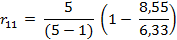 r₁₁ = 5/(5 − 1) (1 − 8,55/6,33)